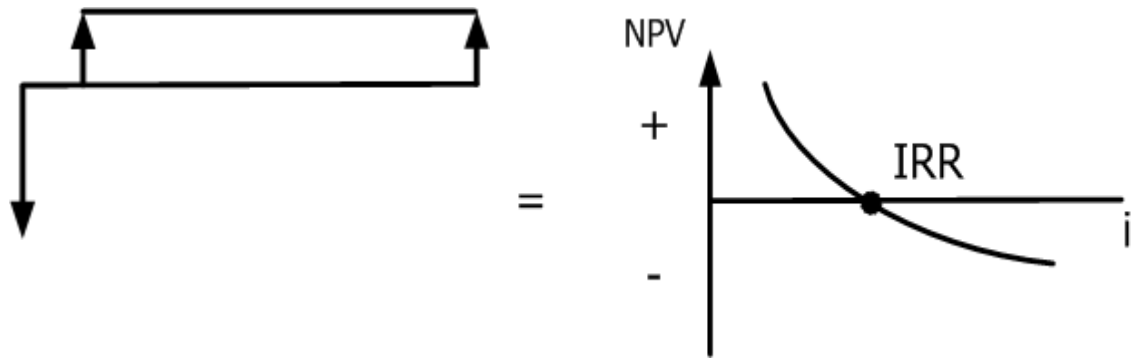 NPV
+
IRR
=
i
-